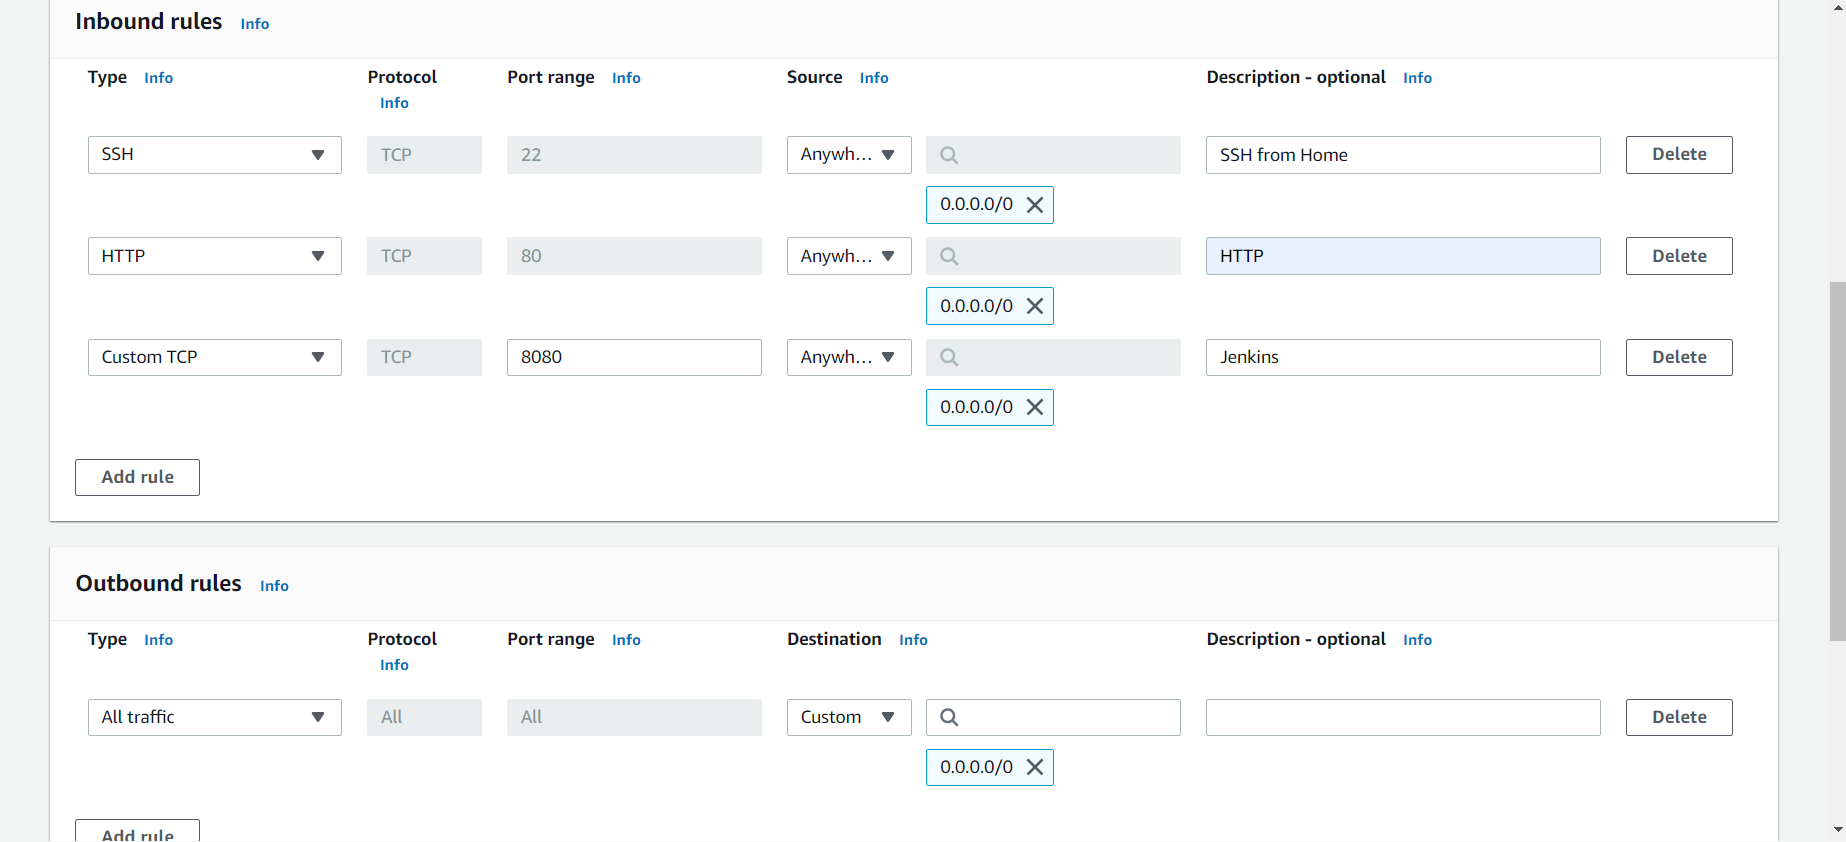 Inbound rules Info
Type Info Protocol Info Port range Info Source Info Description - optional Info
SSH TCP 22 Anywh... SSH from Home Delete
0.0.0.0/0
HTTP TCP 80 Anywh... HTTP Delete
0.0.0.0/0
Custom TCP TCP 8080 Anywh... Jenkins Delete
0.0.0.0/0
Add rule
Outbound rules Info
Type Info Protocol Info Port range Info Destination Info Description - optional Info
All traffic All All Custom Delete
0.0.0.0/0
Add rule